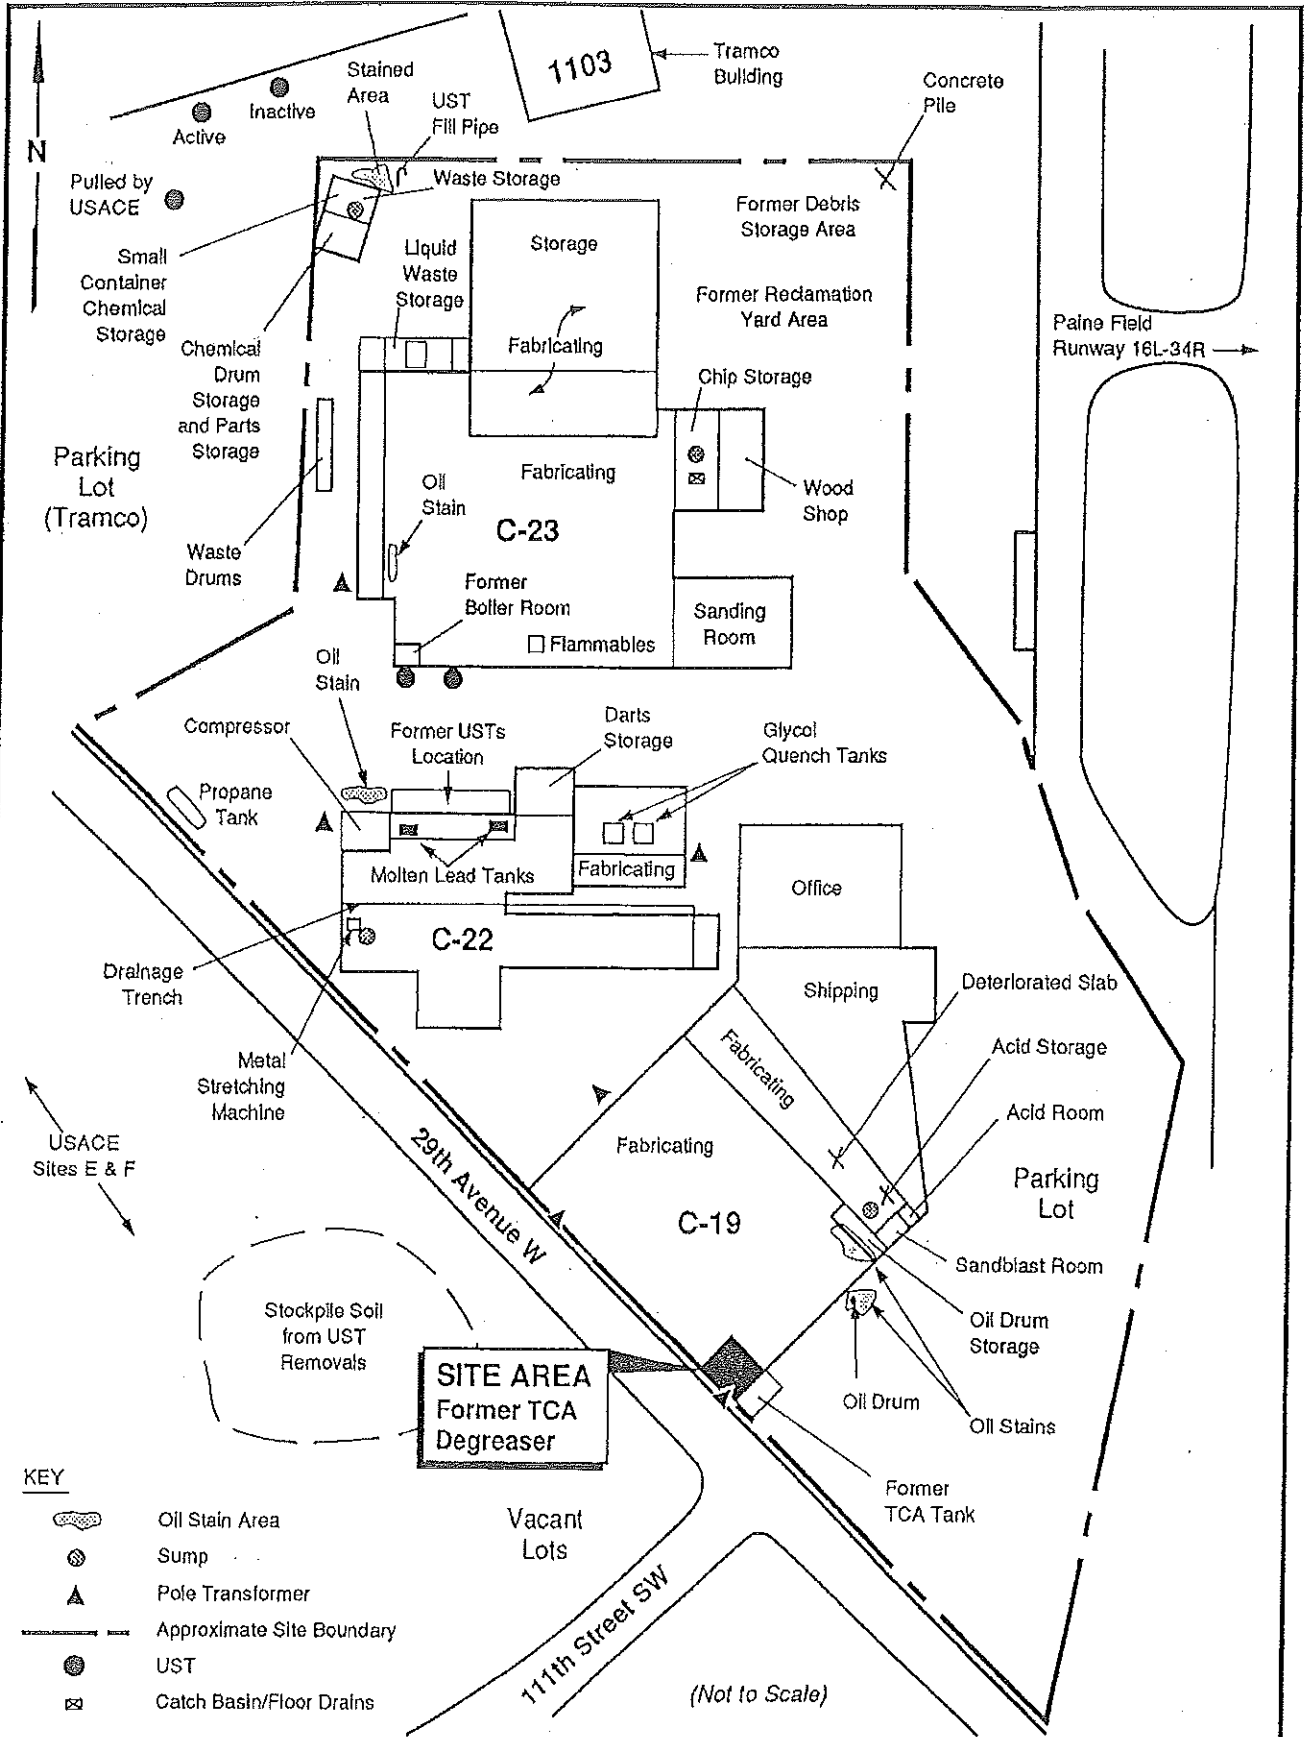 1103
Tramco
Building
Stained
Area
Concrete
Pile
Inactive
Active
UST
Fill Pipe
N
Pulled by
USACE
Waste Storage
Former Debris
Storage Area
Small
Container
Chemical
Storage
Liquid
Waste
Storage
Storage
Former Reclamation
Yard Area
Paine Field
Runway 16L-34R
Chemical
Drum
Storage
and Parts
Storage
Fabricating
Chip Storage
Parking
Lot
(Tramco)
Oil
Stain
Fabricating
C-23
Wood
Shop
Waste
Drums
Former
Boiler Room
Flammables
Sanding
Room
Oil
Stain
Compressor
Former USTs
Location
Darts
Storage
Glycol
Quench Tanks
Propane
Tank
Molten Lead Tanks
Fabricating
Office
C-22
Drainage
Trench
Shipping
Deteriorated Slab
Metal
Stretching
Machine
Fabricating
Acid Storage
Acid Room
USACE
Sites E & F
29th Avenue W
Fabricating
C-19
Parking
Lot
Sandblast Room
Stockpile Soil
from UST
Removals
Oil Drum
Storage
SITE AREA
Former TCA
Degreaser
Oil Drum
Oil Stains
Former
TCA Tank
Vacant
Lots
111th Street SW
(Not to Scale)
KEY
Oil Stain Area
Sump
Pole Transformer
Approximate Site Boundary
UST
Catch Basin/Floor Drains